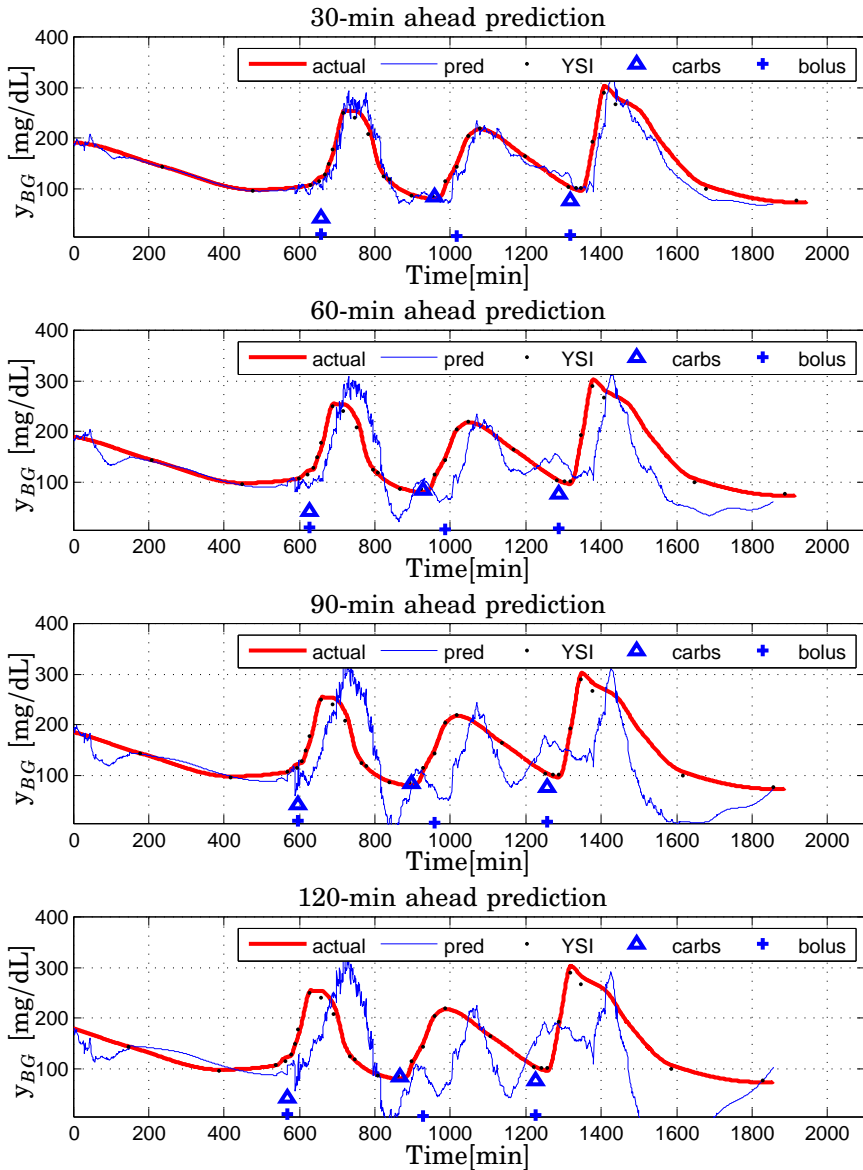 30-min ahead prediction
400
300
200
100
y_BG [mg/dL]
actual pred YSI carbs bolus
0 200 400 600 800 1000 1200 1400 1600 1800 2000
Time[min]
60-min ahead prediction
400
300
200
100
y_BG [mg/dL]
actual pred YSI carbs bolus
0 200 400 600 800 1000 1200 1400 1600 1800 2000
Time[min]
90-min ahead prediction
400
300
200
100
y_BG [mg/dL]
actual pred YSI carbs bolus
0 200 400 600 800 1000 1200 1400 1600 1800 2000
Time[min]
120-min ahead prediction
400
300
200
100
y_BG [mg/dL]
actual pred YSI carbs bolus
0 200 400 600 800 1000 1200 1400 1600 1800 2000
Time[min]